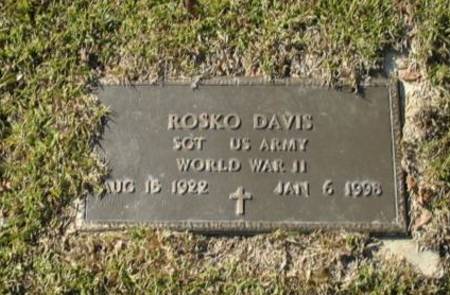 ROSKO DAVIS
SGT US ARMY
WORLD WAR II
AUG 15 1922 JAN 6 1998